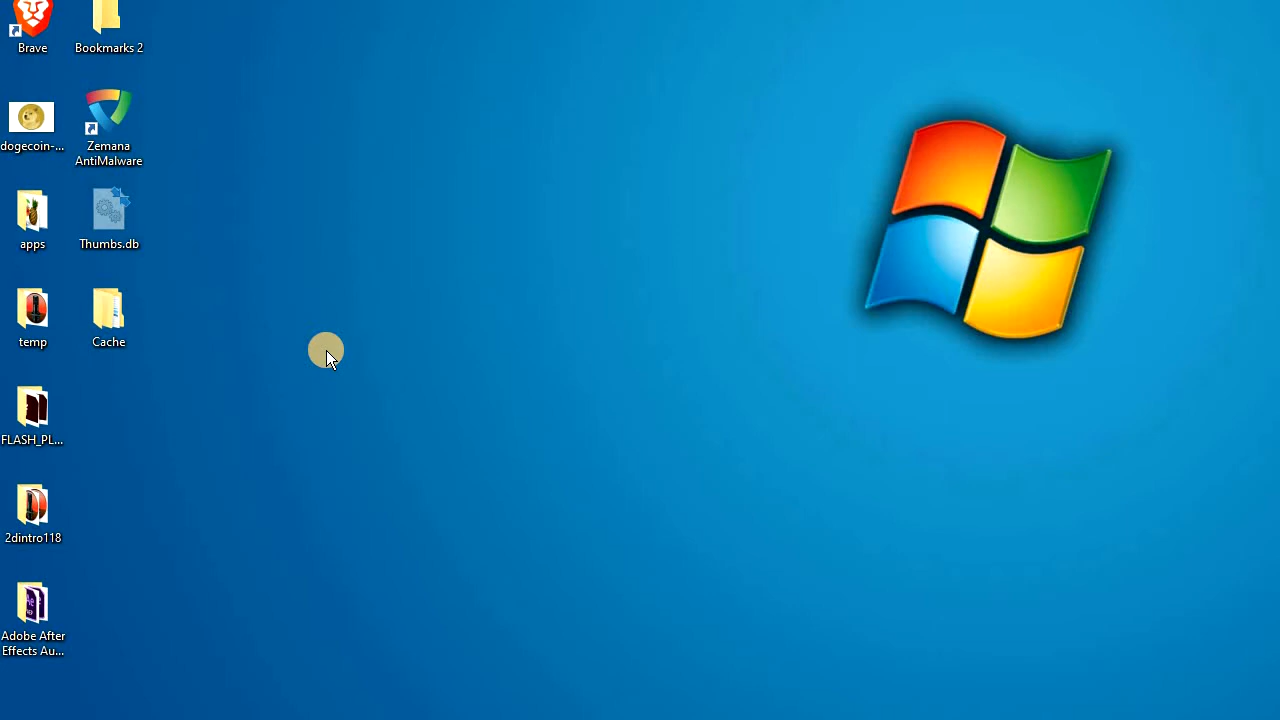 Brave
Bookmarks 2
dogecoin-...
Zemana
AntiMalware
apps
Thumbs.db
temp
Cache
FLASH_PL...
2dintro118
Adobe After
Effects Au...